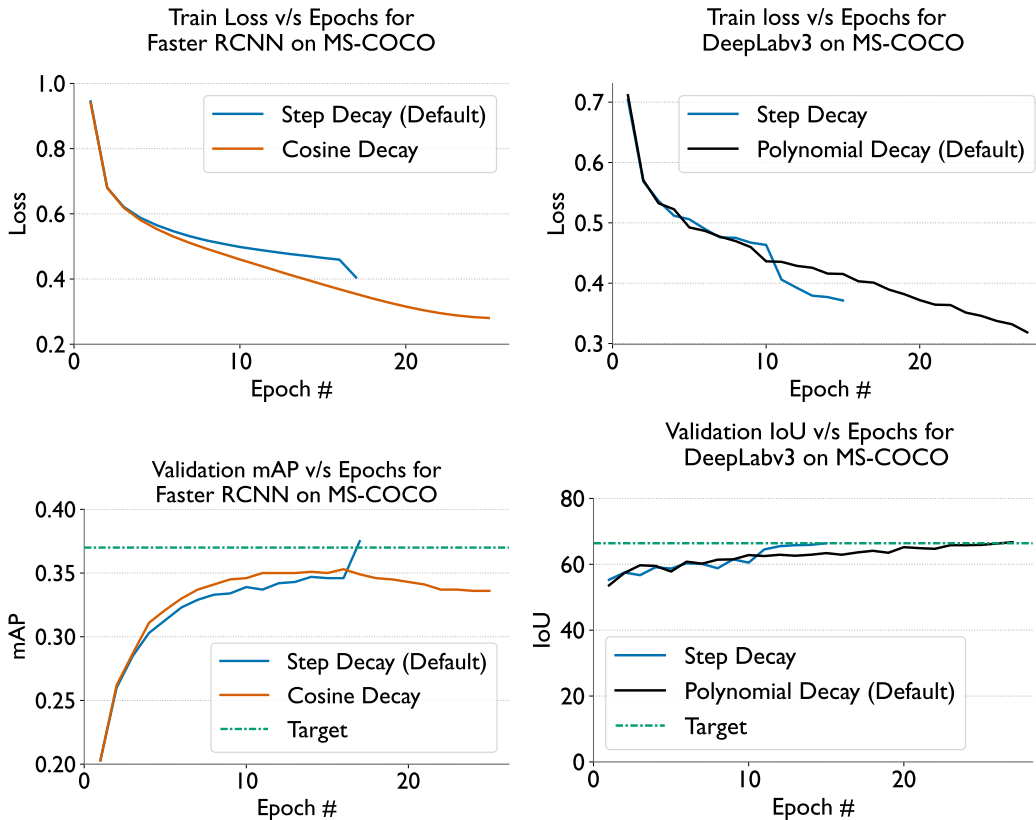 Train Loss v/s Epochs for
Faster RCNN on MS-COCO
1.0
0.8
0.6
0.4
0.2
Loss
0
10
20
Epoch #
Step Decay (Default)
Cosine Decay
Train loss v/s Epochs for
DeepLabv3 on MS-COCO
0.7
0.6
0.5
0.4
0.3
Loss
0
10
20
Epoch #
Step Decay
Polynomial Decay (Default)
Validation mAP v/s Epochs for
Faster RCNN on MS-COCO
0.40
0.35
0.30
0.25
0.20
mAP
0
10
20
Epoch #
Step Decay (Default)
Cosine Decay
Target
Validation IoU v/s Epochs for
DeepLabv3 on MS-COCO
80
60
40
20
0
IoU
0
10
20
Epoch #
Step Decay
Polynomial Decay (Default)
Target